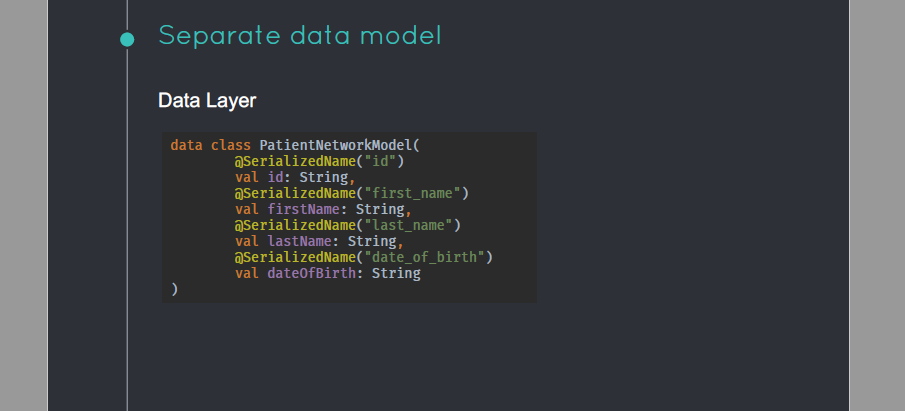 Separate data model
Data Layer
data class PatientNetworkModel(
@SerializedName("id")
val id: String,
@SerializedName("first_name")
val firstName: String,
@SerializedName("last_name")
val lastName: String,
@SerializedName("date_of_birth")
val dateOfBirth: String
)